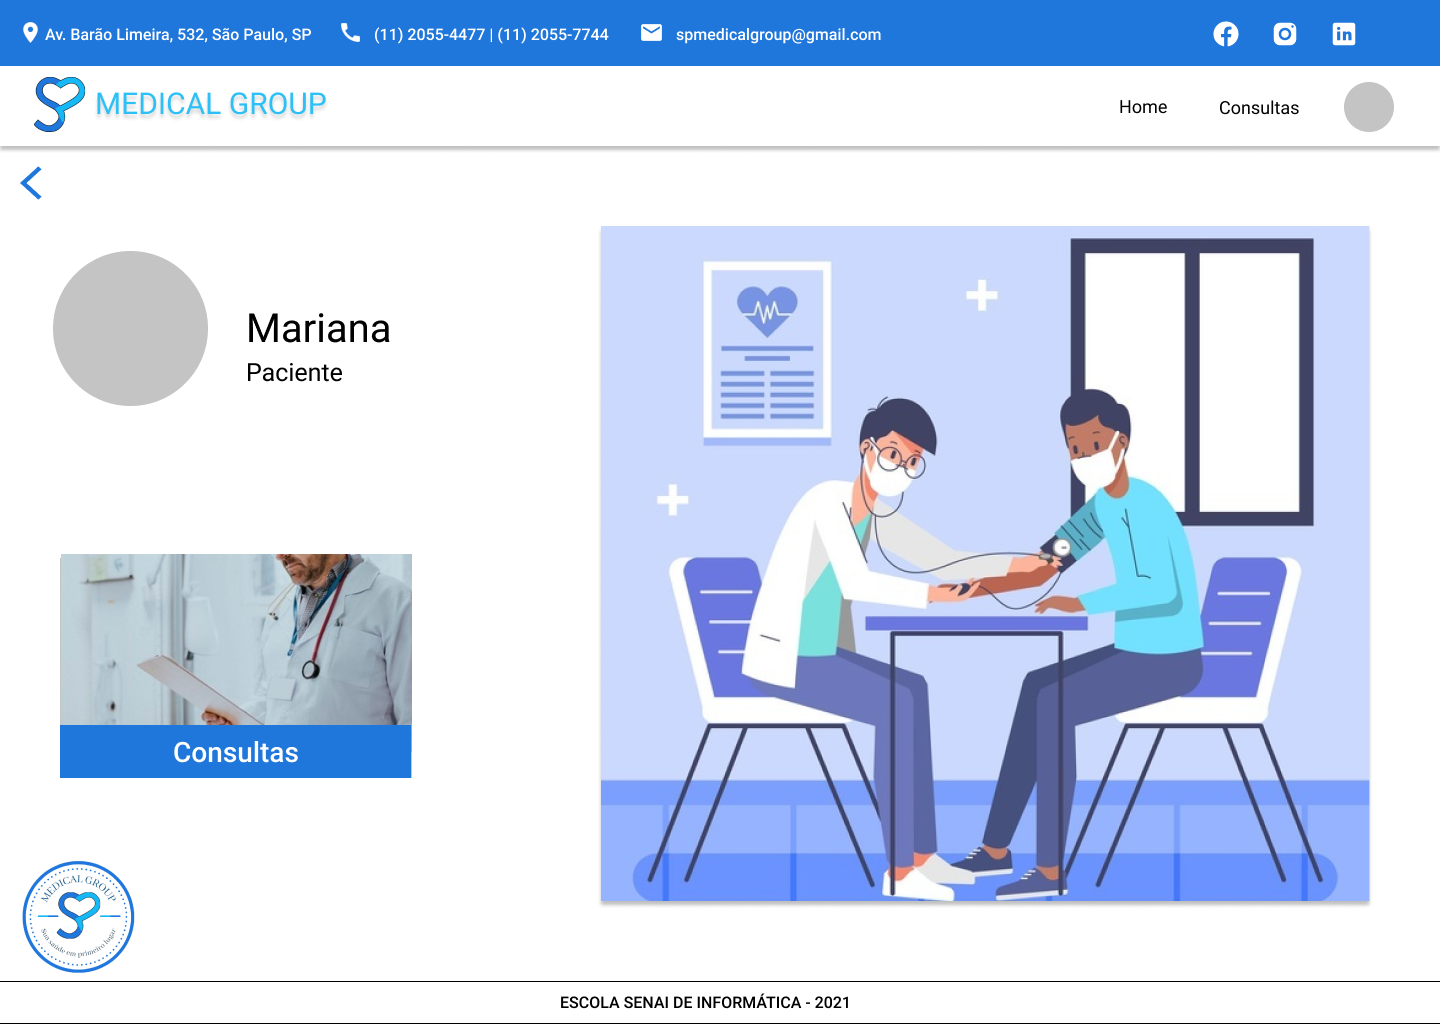 Av. Barão Limeira, 532, São Paulo, SP (11) 2055-4477 | (11) 2055-7744 spmedicalgroup@gmail.com
MEDICAL GROUP Home Consultas
Mariana
Paciente
Consultas
MEDICAL GROUP
Sua saúde em primeiro lugar
ESCOLA SENAI DE INFORMÁTICA - 2021